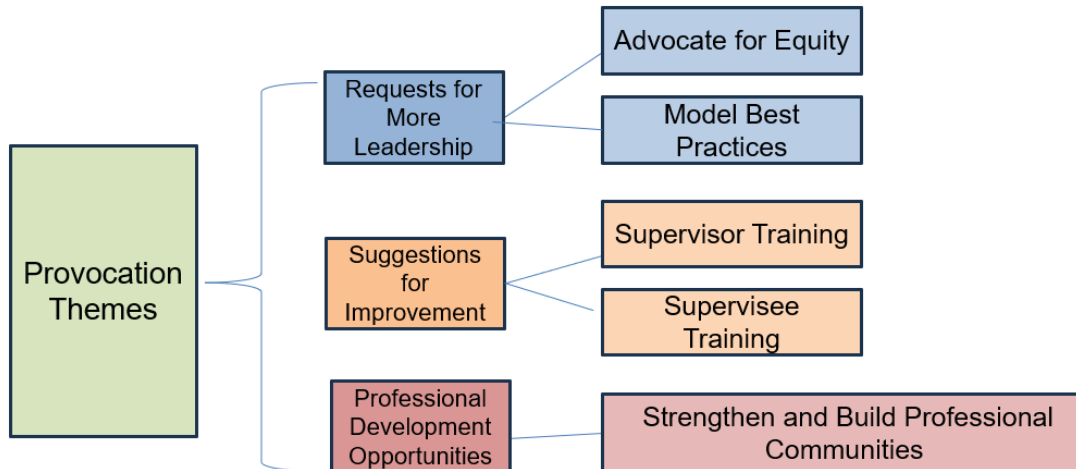 Provocation
Themes
Requests for
More
Leadership
Advocate for Equity
Model Best
Practices
Suggestions
for
Improvement
Supervisor Training
Supervisee
Training
Professional
Development
Opportunities
Strengthen and Build Professional
Communities